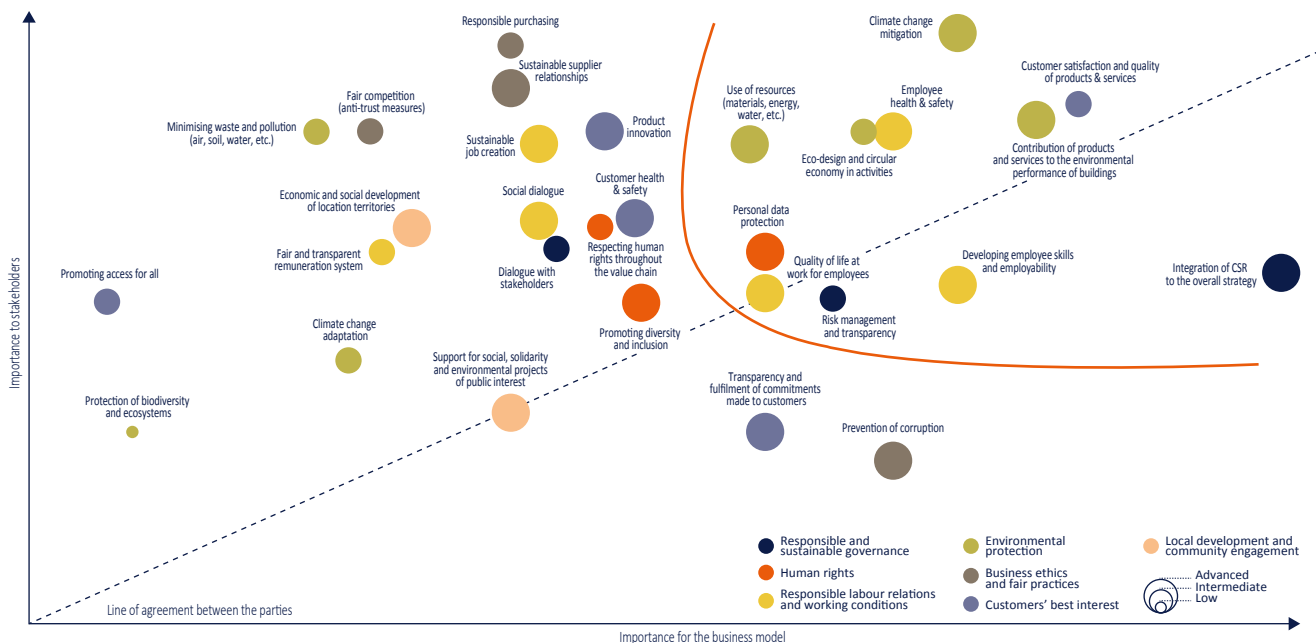 Responsible purchasing
Sustainable supplier
relationships
Climate change
mitigation
Customer satisfaction and quality
of products & services
Fair competition
(anti-trust measures)
Minimising waste and pollution
(air, soil, water, etc.)
Sustainable
job creation
Product
innovation
Use of resources
(materials, energy,
water, etc.)
Employee
health & safety
Eco-design and circular
economy in activities
Contribution of products
and services to the environmental
performance of buildings
Economic and social development
of location territories
Social dialogue
Customer health
& safety
Personal data
protection
Fair and transparent
remuneration system
Dialogue with
stakeholders
Respecting human
rights throughout
the value chain
Quality of life at
work for employees
Developing employee skills
and employability
Integration of CSR
to the overall strategy
Promoting access for all
Risk management
and transparency
Climate change
adaptation
Promoting diversity
and inclusion
Support for social, solidarity
and environmental projects
of public interest
Transparency and
fulfilment of commitments
made to customers
Protection of biodiversity
and ecosystems
Prevention of corruption
Importance to stakeholders
Responsible and
sustainable governance
Human rights
Responsible labour relations
and working conditions
Environmental
protection
Business ethics
and fair practices
Customers' best interest
Local development and
community engagement
Advanced
Intermediate
Low
Line of agreement between the parties
Importance for the business model